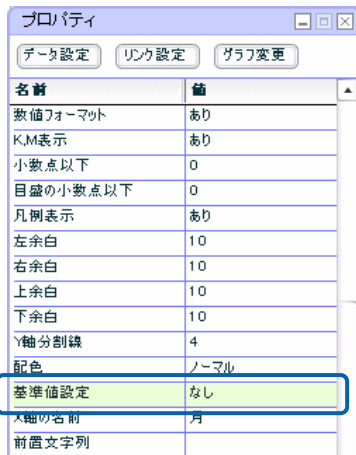 プロパティ
データ設定 リンク設定 グラフ変更
名前 値
数値フォーマット あり
K,M表示 あり
小数点以下 0
目盛の小数点以下 0
凡例表示 あり
左余白 10
右余白 10
上余白 10
下余白 10
Y軸分割線 4
配色 ノーマル
基準値設定 なし
X軸の名前 月
前置文字列